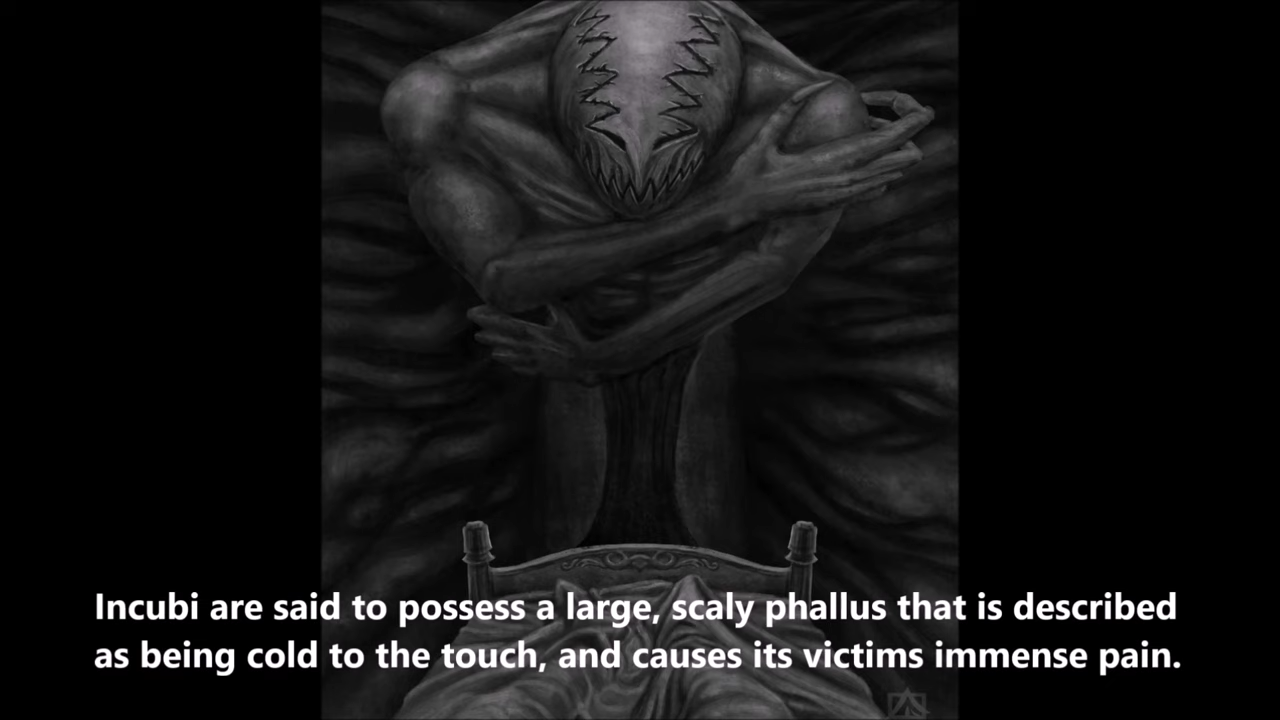 Incubi are said to possess a large, scaly phallus that is described
as being cold to the touch, and causes its victims immense pain.